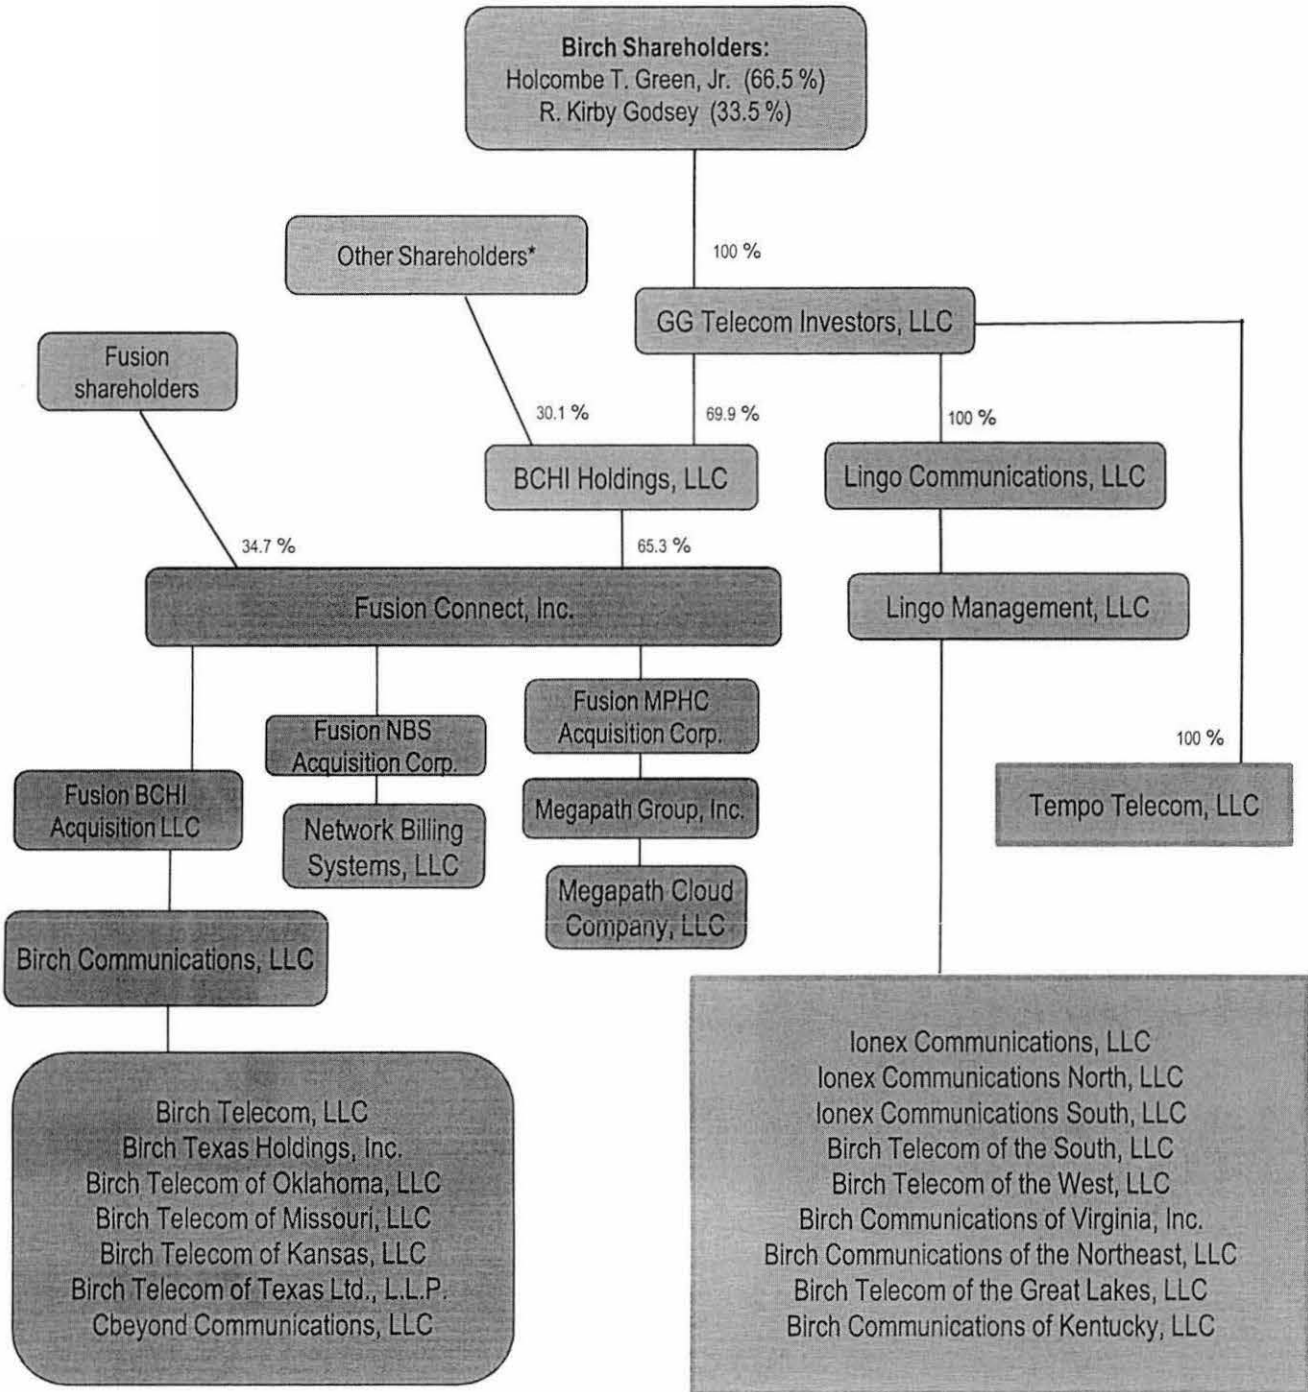 Birch Shareholders:
Holcombe T. Green, Jr. (66.5 %)
R. Kirby Godsey (33.5 %)
Other Shareholders*
100 %
GG Telecom Investors, LLC
Fusion
shareholders
30.1 %
69.9 %
100 %
BCHI Holdings, LLC
Lingo Communications, LLC
34.7 %
65.3 %
Fusion Connect, Inc.
Lingo Management, LLC
Fusion MPHC
Acquisition Corp.
Fusion NBS
Acquisition Corp.
100 %
Fusion BCHI
Acquisition LLC
Megapath Group, Inc.
Tempo Telecom, LLC
Network Billing
Systems, LLC
Megapath Cloud
Company, LLC
Birch Communications, LLC
Birch Telecom, LLC
Birch Texas Holdings, Inc.
Birch Telecom of Oklahoma, LLC
Birch Telecom of Missouri, LLC
Birch Telecom of Kansas, LLC
Birch Telecom of Texas Ltd., L.L.P.
Cbeyond Communications, LLC
Ionex Communications, LLC
Ionex Communications North, LLC
Ionex Communications South, LLC
Birch Telecom of the South, LLC
Birch Telecom of the West, LLC
Birch Communications of Virginia, Inc.
Birch Communications of the Northeast, LLC
Birch Telecom of the Great Lakes, LLC
Birch Communications of Kentucky, LLC